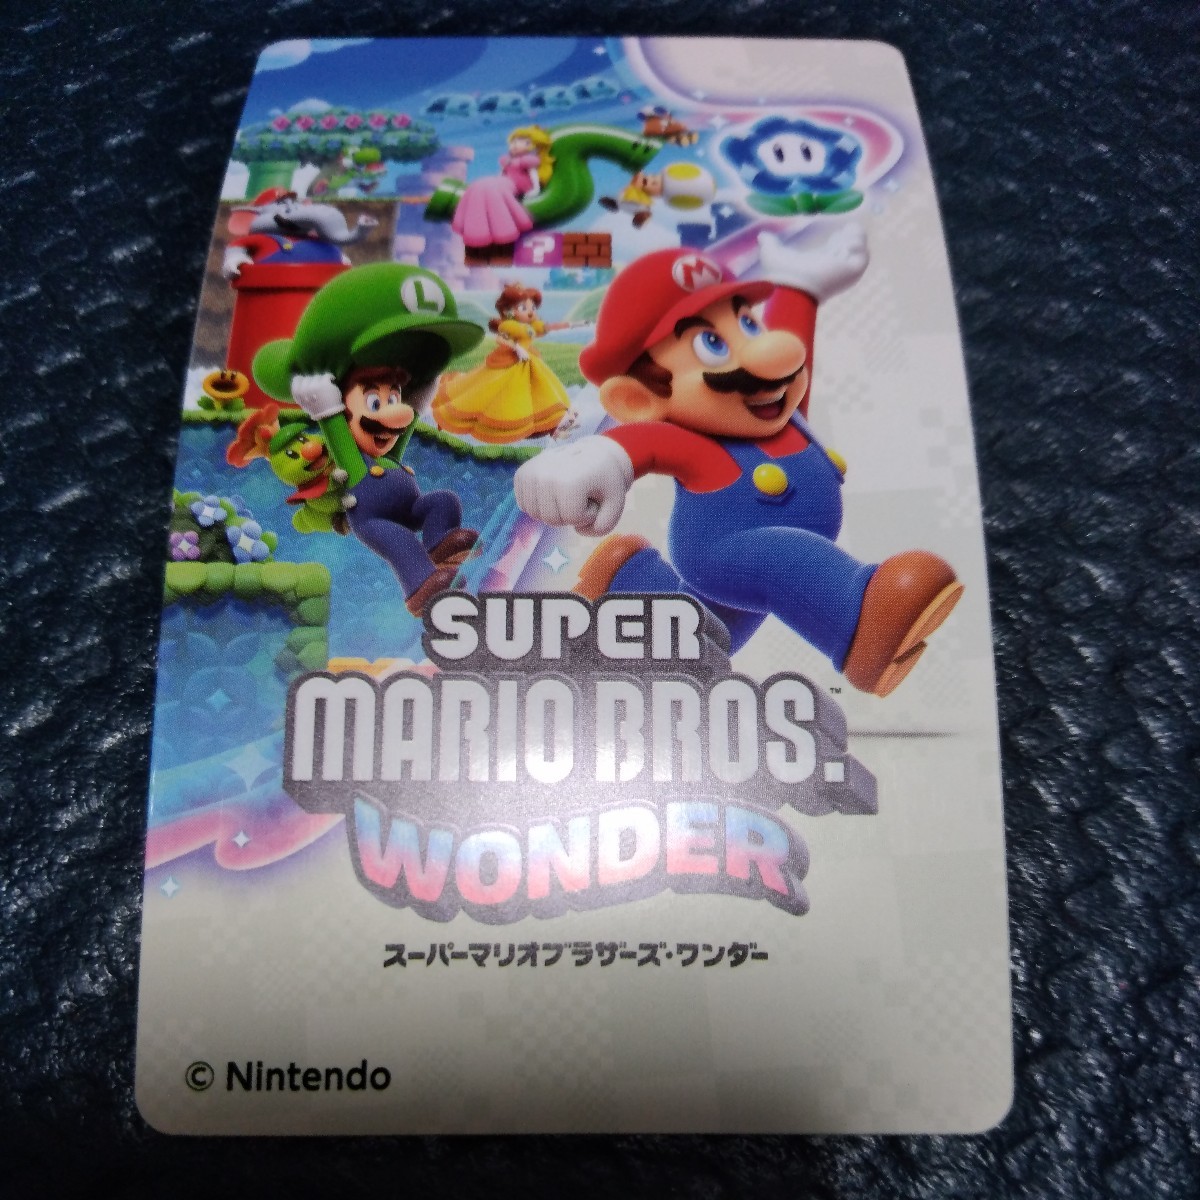 ?
M
L
SUPER
MARIO BROS.™
WONDER
スーパーマリオブラザーズ・ワンダー
© Nintendo